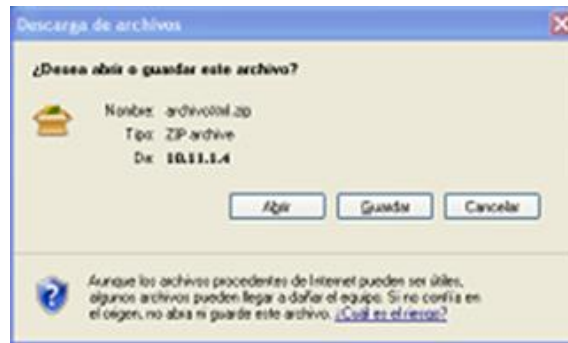 Descarga de archivos
¿Desea abrir o guardar este archivo?
Nombre: archivoxml.zip
Tipo: ZIP archive
De: 10.11.1.4
Abrir Guardar Cancelar
Aunque los archivos procedentes de Internet pueden ser útiles,
algunos archivos pueden llegar a dañar el equipo. Si no confía en
el origen, no abra ni guarde este archivo. ¿Cuál es el riesgo?